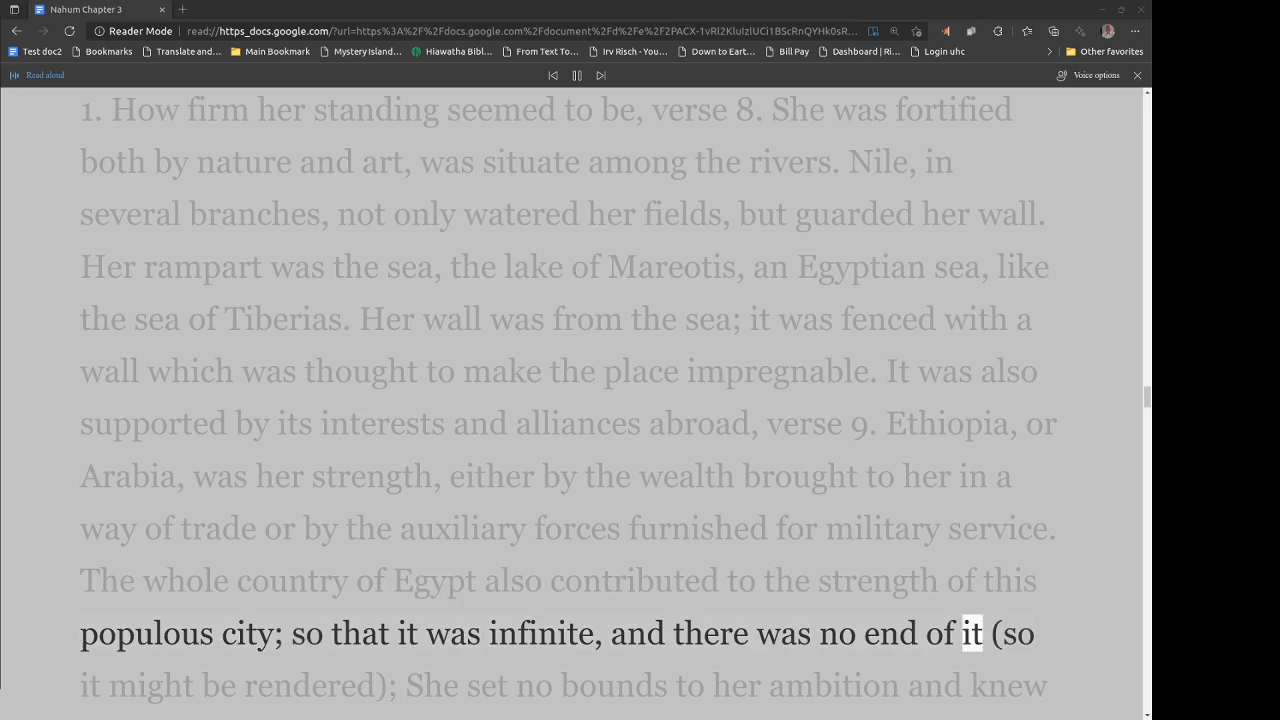 Nahum Chapter 3
Reader Mode
read://https_docs.google.com/?url=https%3A%2F%2Fdocs.google.com%2Fdocument%2Fd%2Fe%2F2PACX-1vRl2KluIzlUCi1BScRnQYHk0sR...
Test doc2 Bookmarks Translate and... Main Bookmark Mystery Island... Hiawatha Bibl... From Text To... Irv Risch - You... Down to Eart... Bill Pay Dashboard | Ri... Login uhc Other favorites
Read aloud Voice options
1. How firm her standing seemed to be, verse 8. She was fortified
both by nature and art, was situate among the rivers. Nile, in
several branches, not only watered her fields, but guarded her wall.
Her rampart was the sea, the lake of Mareotis, an Egyptian sea, like
the sea of Tiberias. Her wall was from the sea; it was fenced with a
wall which was thought to make the place impregnable. It was also
supported by its interests and alliances abroad, verse 9. Ethiopia, or
Arabia, was her strength, either by the wealth brought to her in a
way of trade or by the auxiliary forces furnished for military service.
The whole country of Egypt also contributed to the strength of this
populous city; so that it was infinite, and there was no end of it (so
it might be rendered); She set no bounds to her ambition and knew